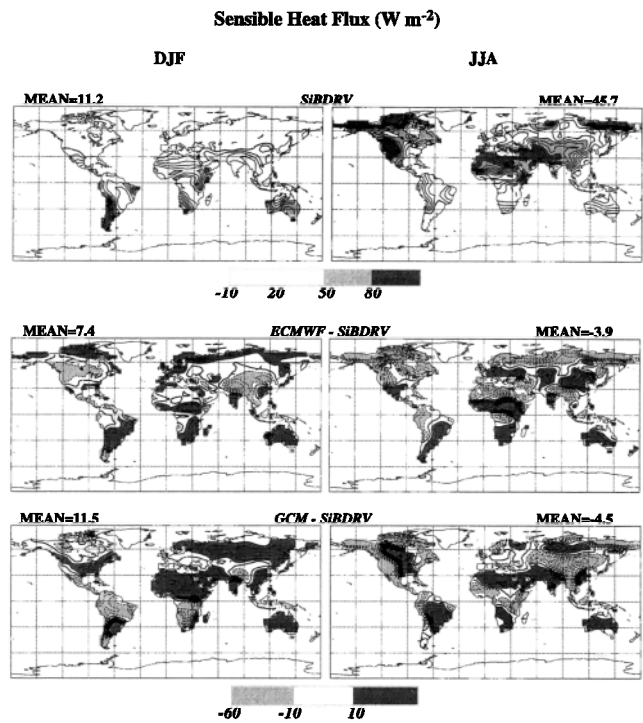 Sensible Heat Flux (W m-2)
DJF JJA
MEAN=11.2 SiBDRV MEAN=45.7
-10 20 50 80
MEAN=7.4 ECMWF - SiBDRV MEAN=-3.9
MEAN=11.5 GCM - SiBDRV MEAN=-4.5
-60 -10 10